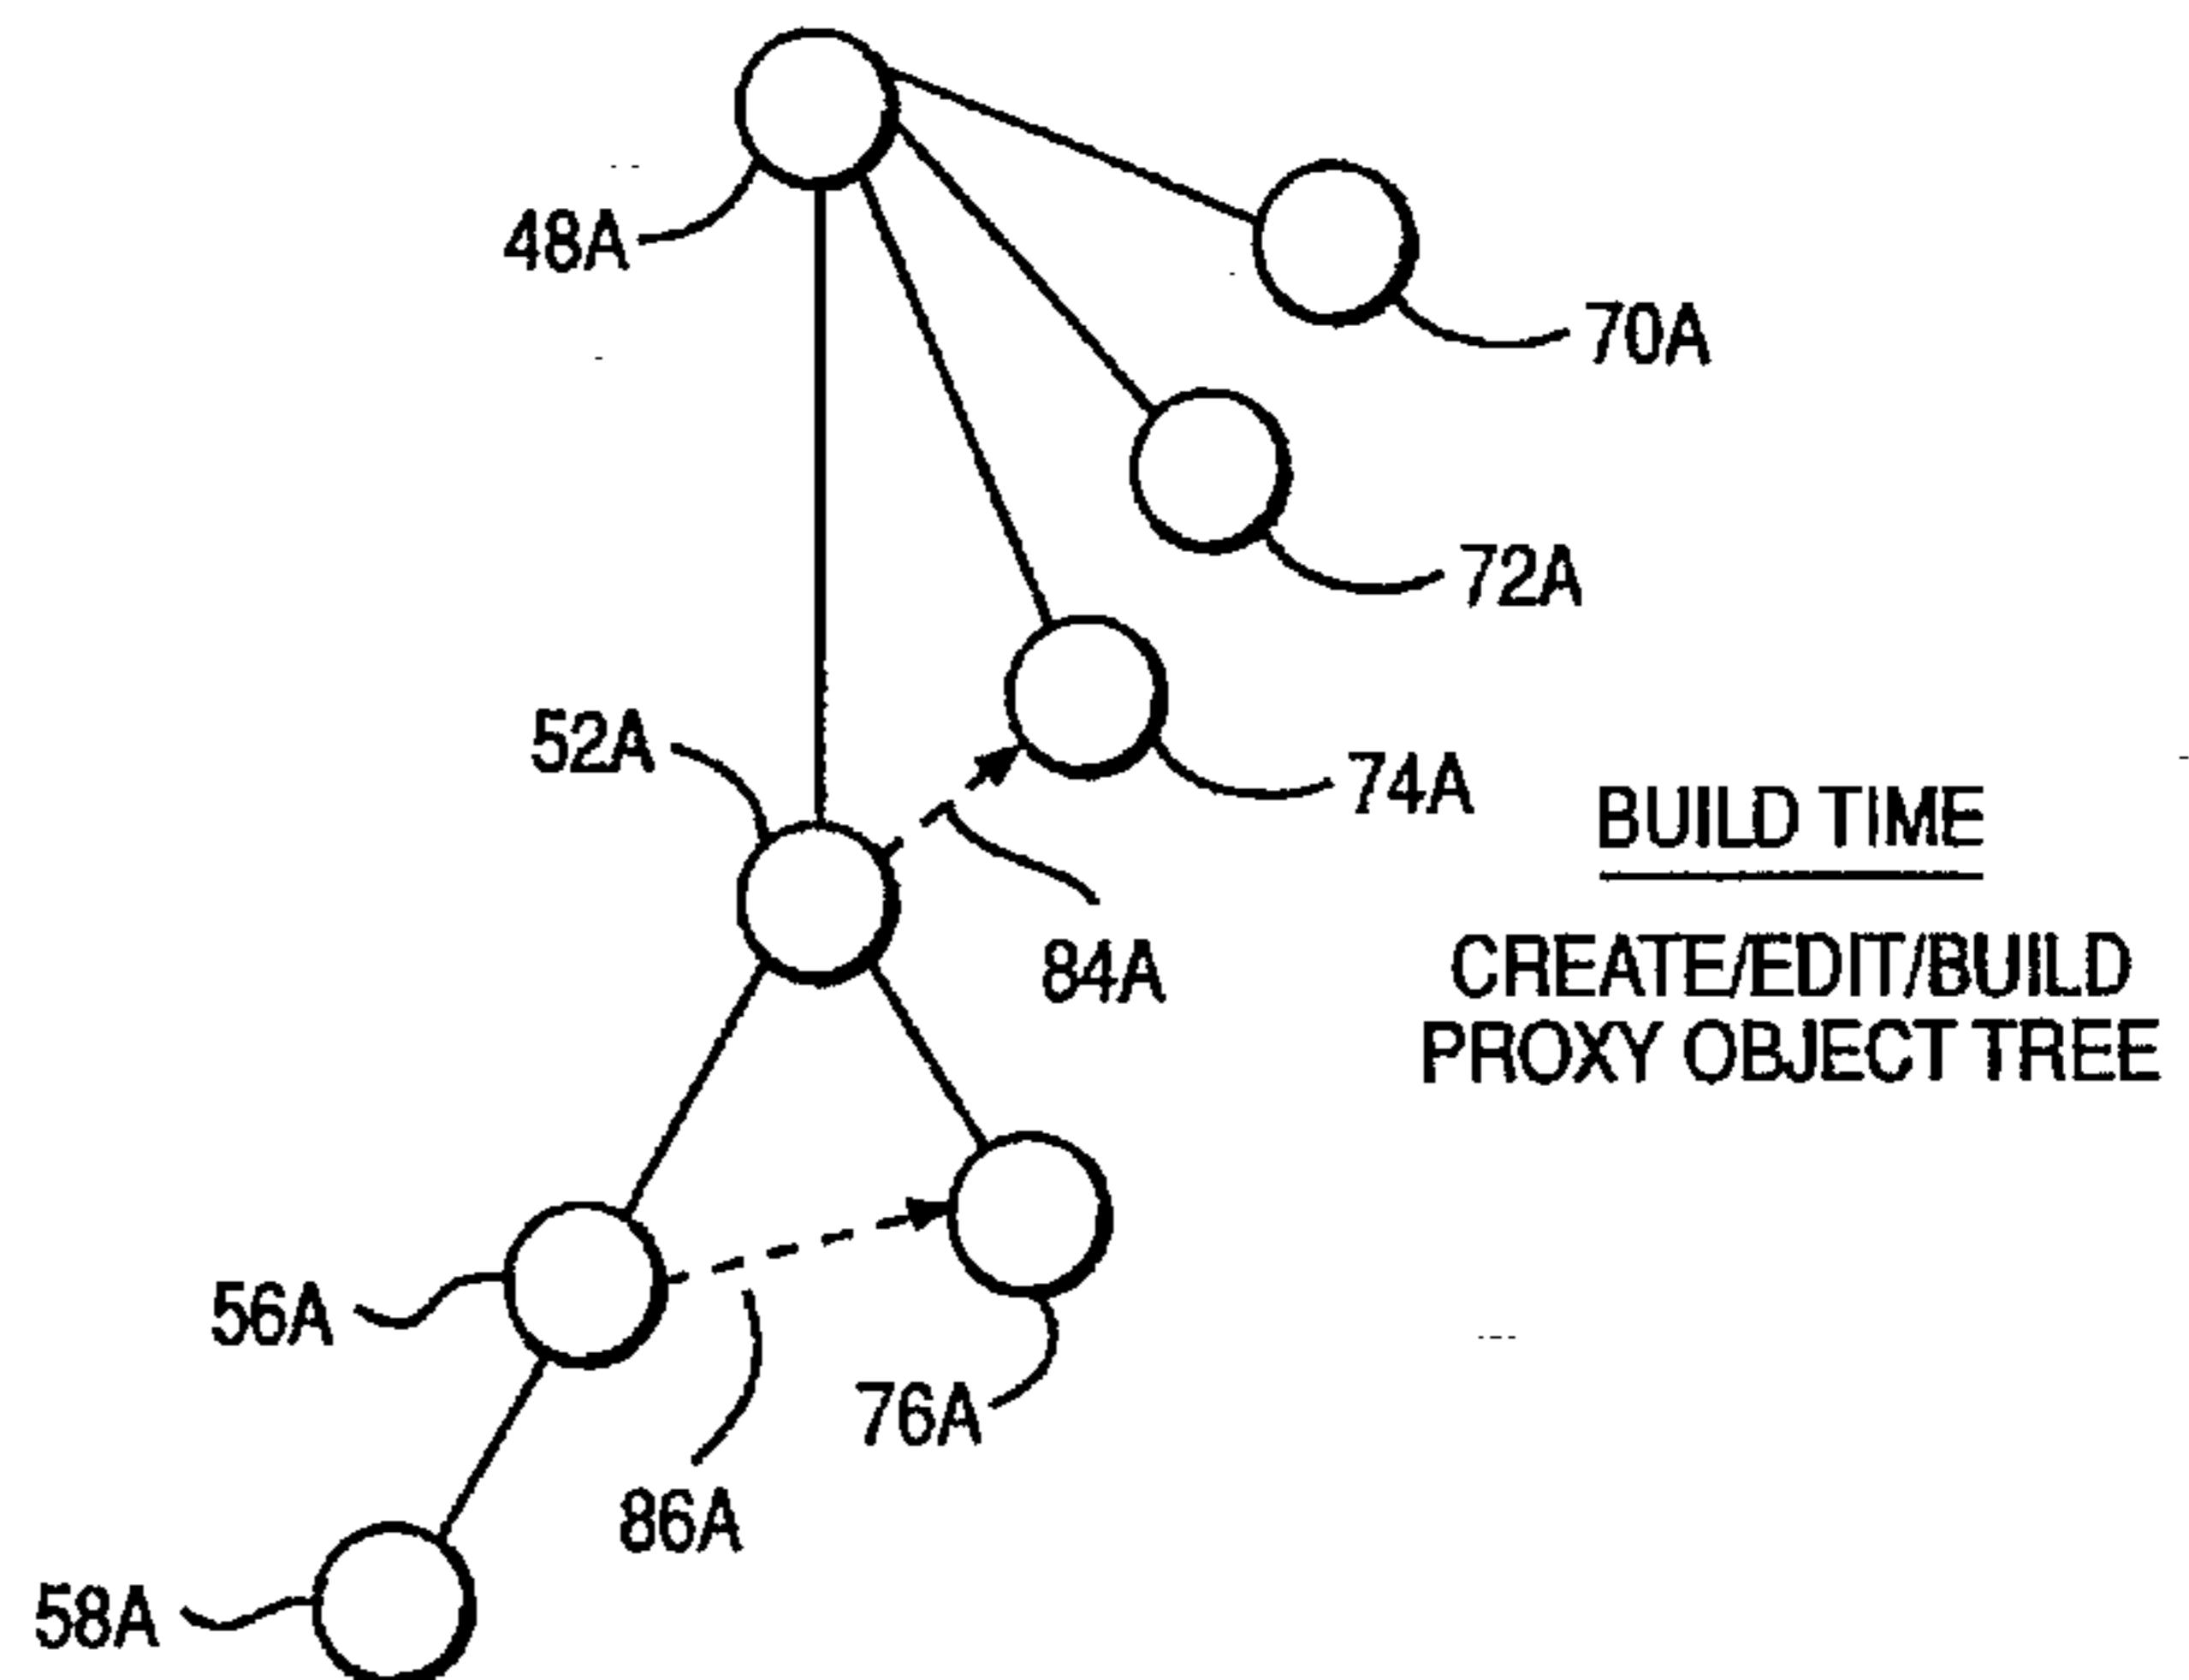 48A
70A
72A
52A
74A
BUILD TIME
84A
CREATE/EDIT/BUILD
PROXY OBJECT TREE
56A
76A
86A
58A